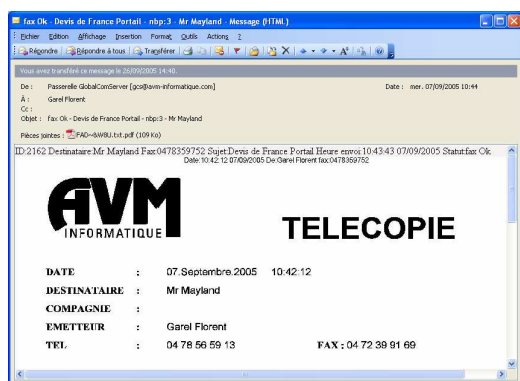 fax Ok - Devis de France Portail - nbp:3 - Mr Mayland - Message (HTML)
Fichier Edition Affichage Insertion Format Outils Actions ?
Répondre Répondre à tous Transférer
Vous avez transféré ce message le 26/09/2005 14:40.
De : Passerelle GlobalComServer [gcs@avm-informatique.com] Date : mer. 07/09/2005 10:44
À : Garel Florent
Cc :
Objet : fax Ok - Devis de France Portail - nbp:3 - Mr Mayland
Pièces jointes : FAD~&W8U.txt.pdf (109 Ko)
ID:2162 Destinataire:Mr Mayland Fax:0478359752 Sujet:Devis de France Portail Heure envoi:10:43:43 07/09/2005 Statut:fax Ok
Date:10:42:12 07/09/2005 De:Garel Florent fax:0478359752
AVM
INFORMATIQUE
TELECOPIE
DATE : 07.Septembre.2005 10:42:12
DESTINATAIRE : Mr Mayland
COMPAGNIE :
EMETTEUR : Garel Florent
TEL : 04 78 56 59 13 FAX : 04 72 39 91 69